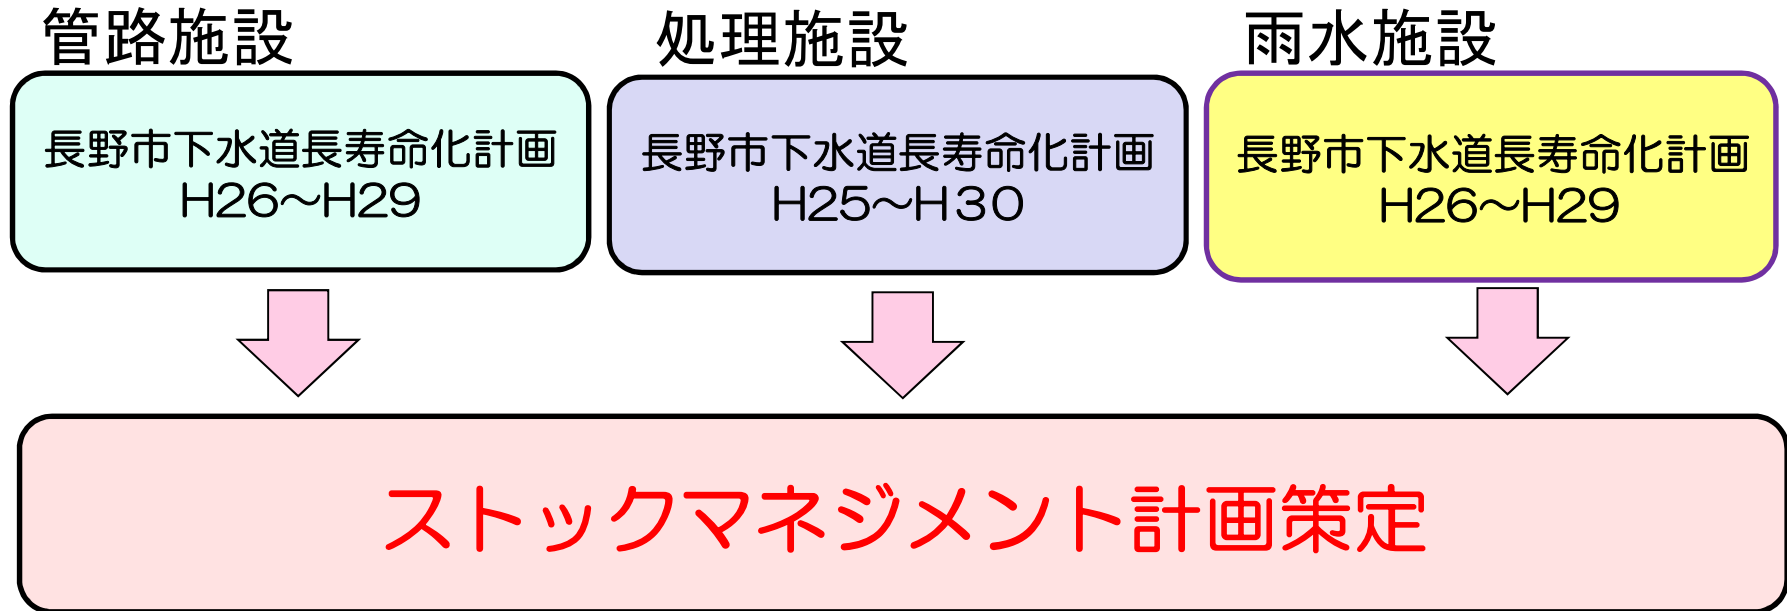 管路施設
長野市下水道長寿命化計画
H26～H29
処理施設
長野市下水道長寿命化計画
H25～H３０
雨水施設
長野市下水道長寿命化計画
H26～H29
ストックマネジメント計画策定